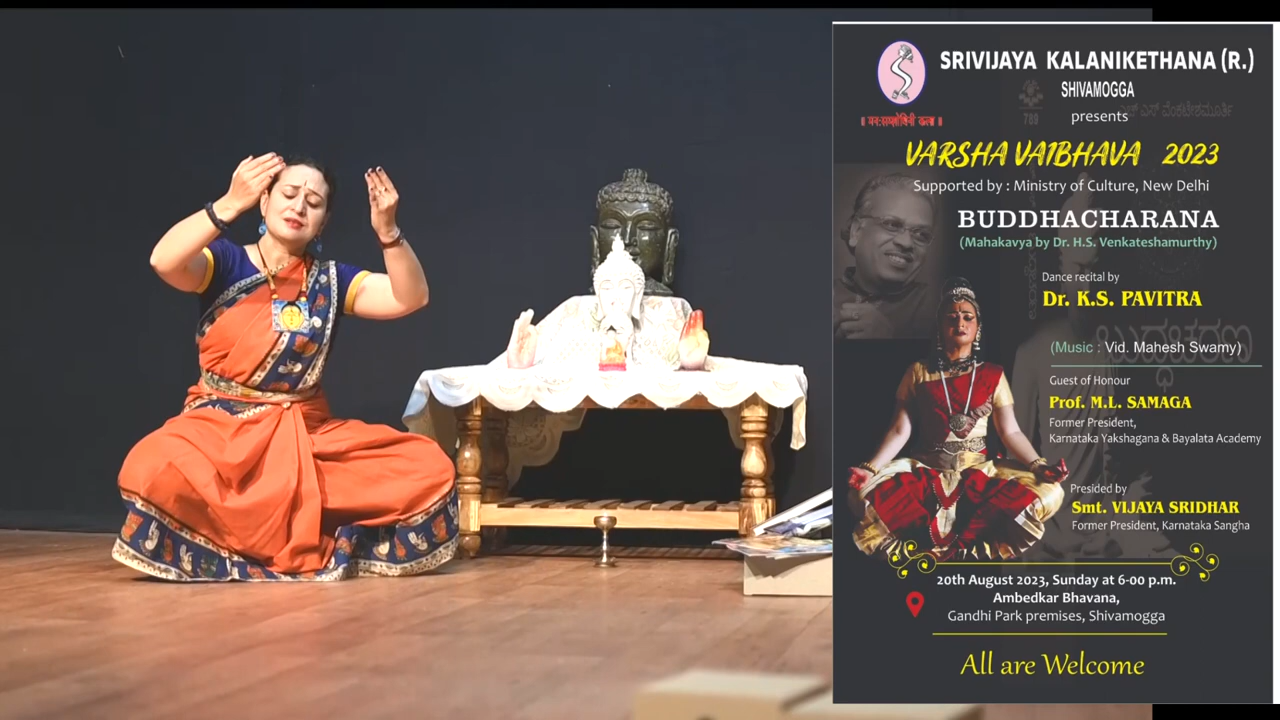 SRIVIJAYA KALANIKETHANA (R.)
SHIVAMOGGA
presents
VARSHA VAIBHAVA 2023
Supported by : Ministry of Culture, New Delhi
BUDDHACHARANA
(Mahakavya by Dr. H.S. Venkateshamurthy)
Dance recital by
Dr. K.S. PAVITRA
(Music : Vid. Mahesh Swamy)
Guest of Honour
Prof. M.L. SAMAGA
Former President,
Karnataka Yakshagana & Bayalata Academy
Presided by
Smt. VIJAYA SRIDHAR
Former President, Karnataka Sangha
20th August 2023, Sunday at 6-00 p.m.
Ambedkar Bhavana,
Gandhi Park premises, Shivamogga
All are Welcome
789
ಬುದ್ಧಚರಣ